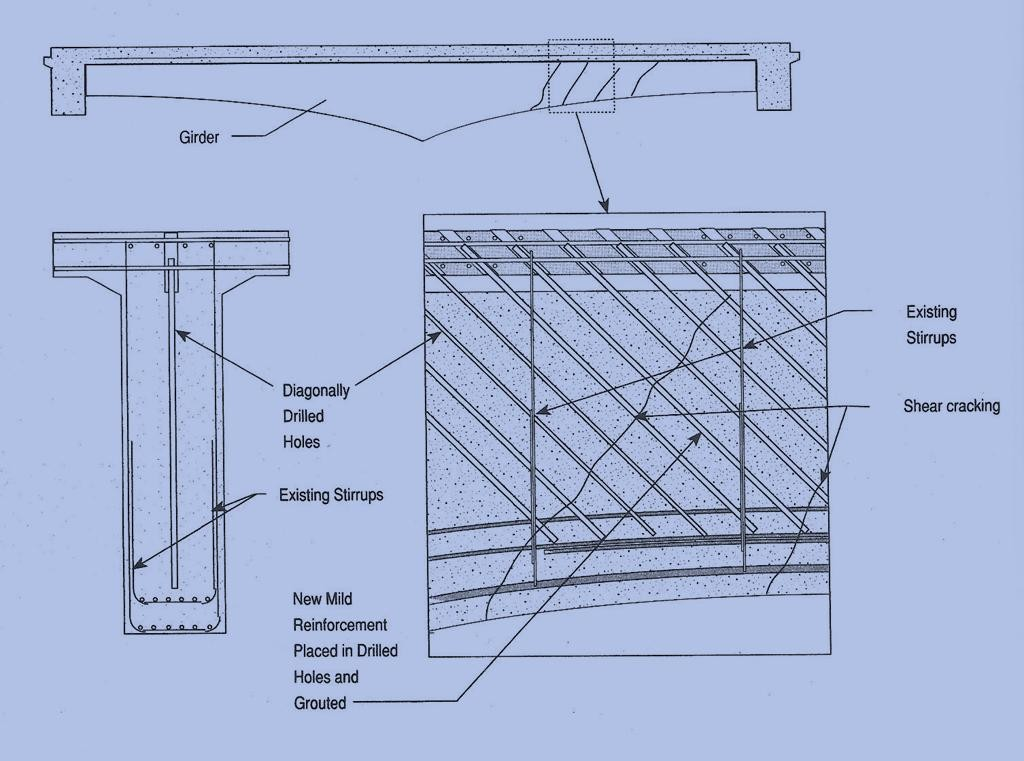 Girder
Existing
Stirrups
Diagonally
Drilled
Holes
Shear cracking
Existing Stirrups
New Mild
Reinforcement
Placed in Drilled
Holes and
Grouted